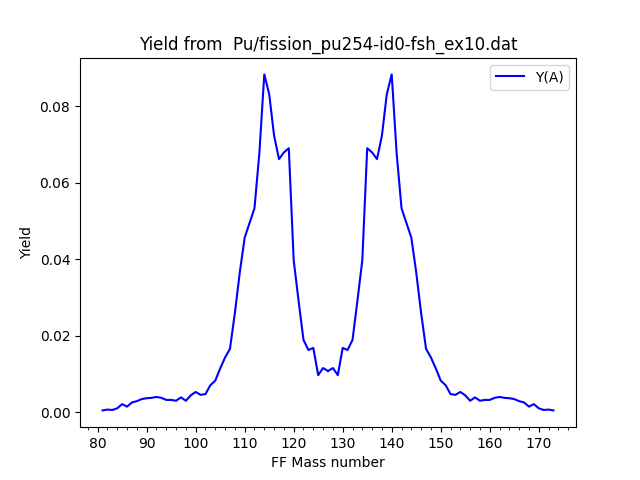 Yield from  Pu/fission_pu254-id0-fsh_ex10.dat
Y(A)
0.08
0.06
0.04
0.02
0.00
Yield
80 90 100 110 120 130 140 150 160 170
FF Mass number